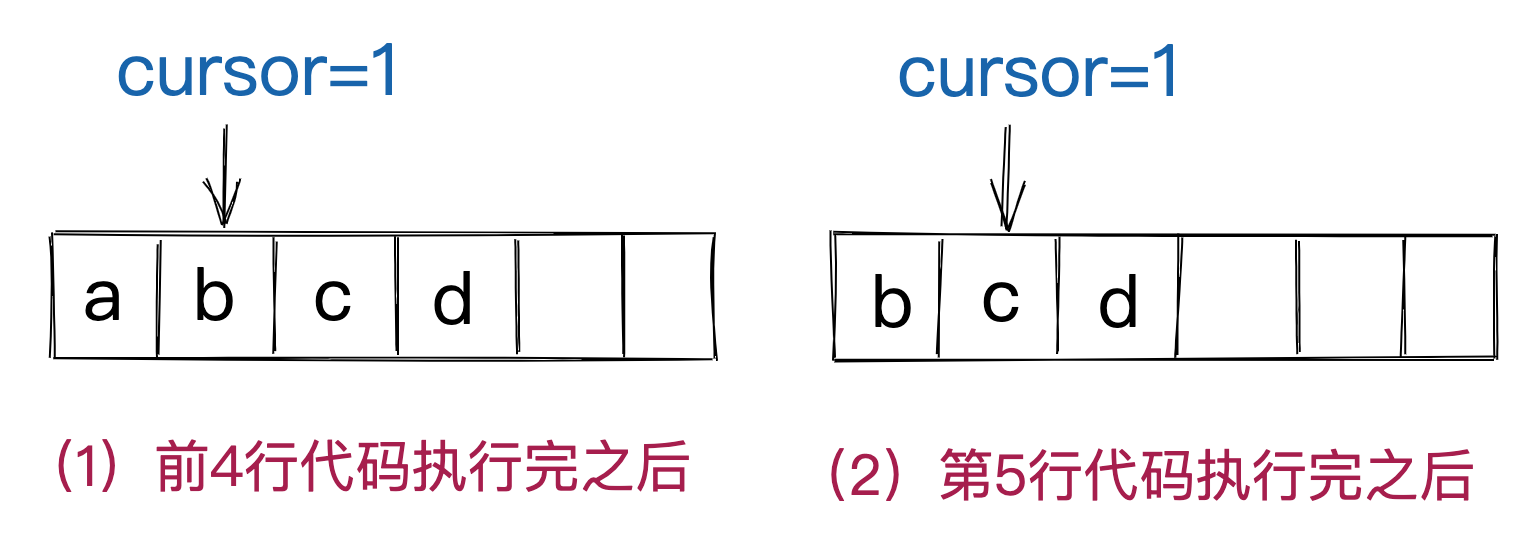 cursor=1
a b c d
（1）前4行代码执行完之后
cursor=1
b c d
（2）第5行代码执行完之后